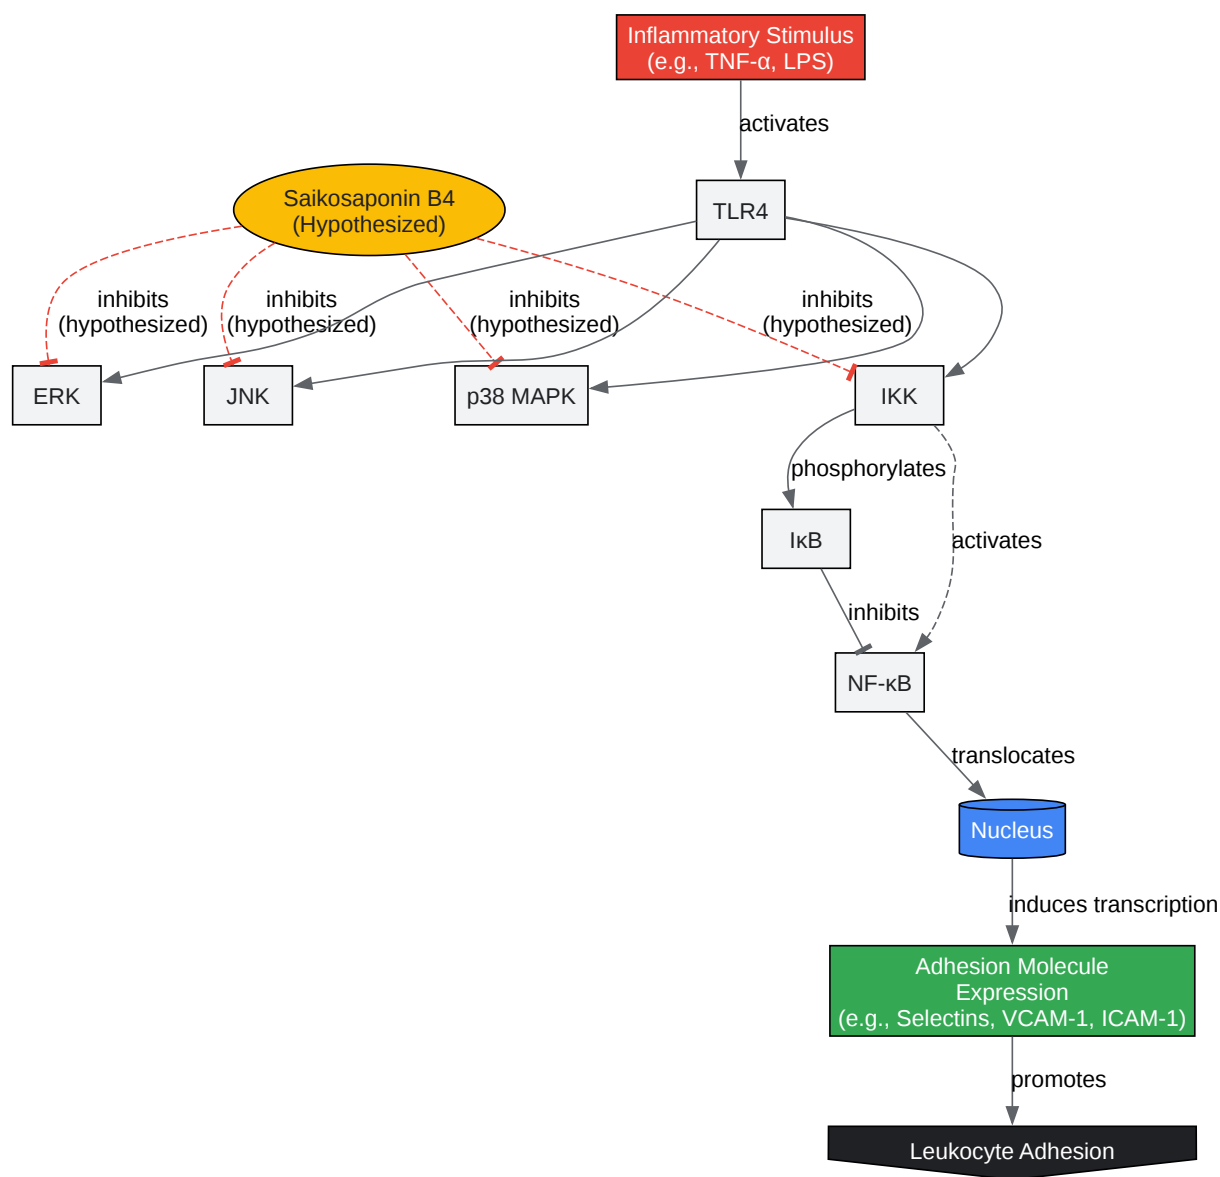 Inflammatory Stimulus
(e.g., TNF-α, LPS)
activates
Saikosaponin B4
(Hypothesized)
TLR4
inhibits
(hypothesized)
inhibits
(hypothesized)
inhibits
(hypothesized)
inhibits
(hypothesized)
ERK
JNK
p38 MAPK
IKK
phosphorylates
IκB
activates
inhibits
NF-κB
translocates
Nucleus
induces transcription
Adhesion Molecule
Expression
(e.g., Selectins, VCAM-1, ICAM-1)
promotes
Leukocyte Adhesion